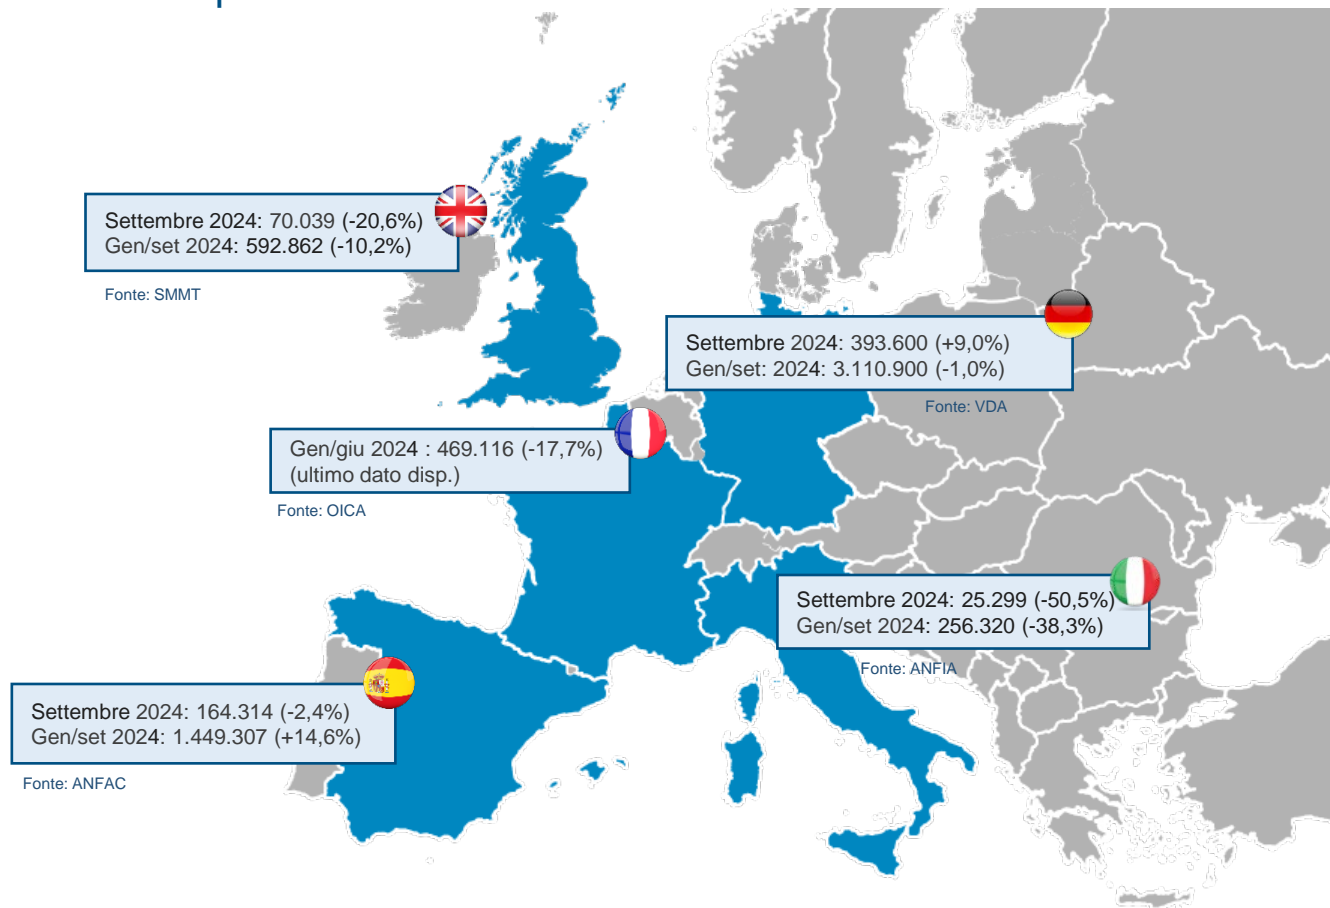 Settembre 2024: 70.039 (-20,6%)
Gen/set 2024: 592.862 (-10,2%)
Fonte: SMMT
Settembre 2024: 393.600 (+9,0%)
Gen/set: 2024: 3.110.900 (-1,0%)
Fonte: VDA
Gen/giu 2024 : 469.116 (-17,7%)
(ultimo dato disp.)
Fonte: OICA
Settembre 2024: 25.299 (-50,5%)
Gen/set 2024: 256.320 (-38,3%)
Fonte: ANFIA
Settembre 2024: 164.314 (-2,4%)
Gen/set 2024: 1.449.307 (+14,6%)
Fonte: ANFAC